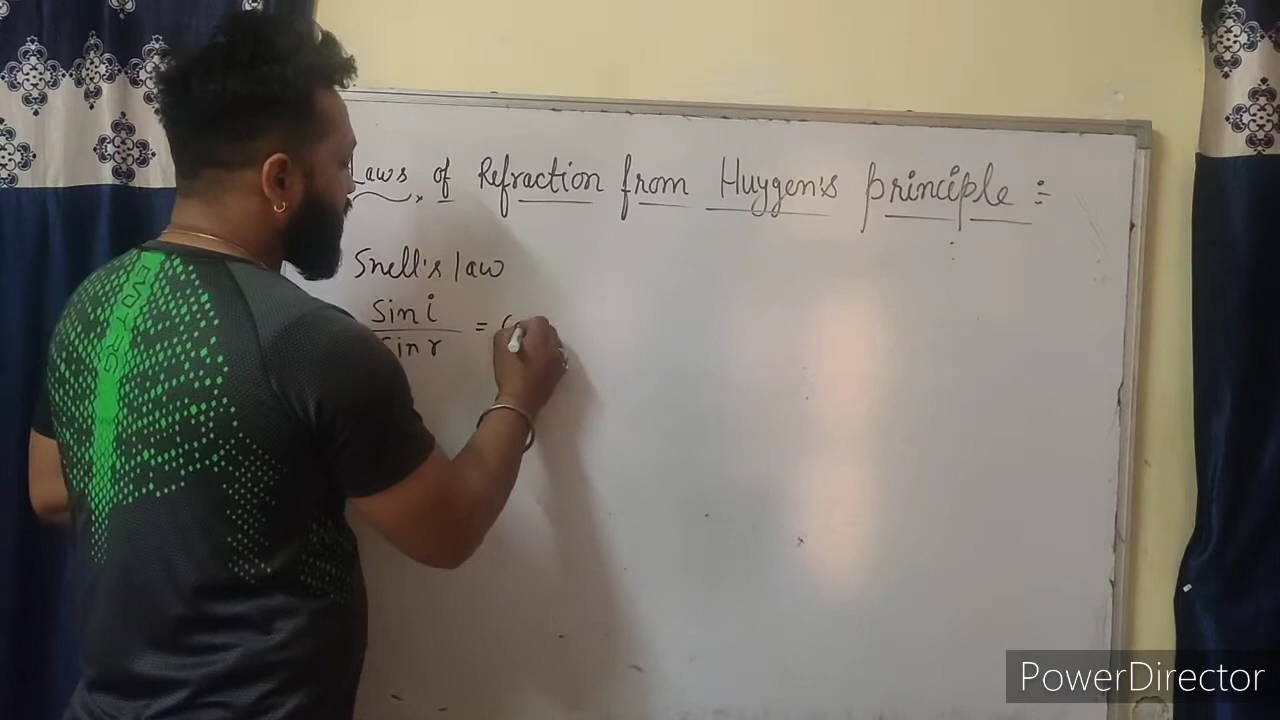 Laws of Refraction from Huygen's principle :-
Snell's law
Sin i
= 
Sin r
PowerDirector